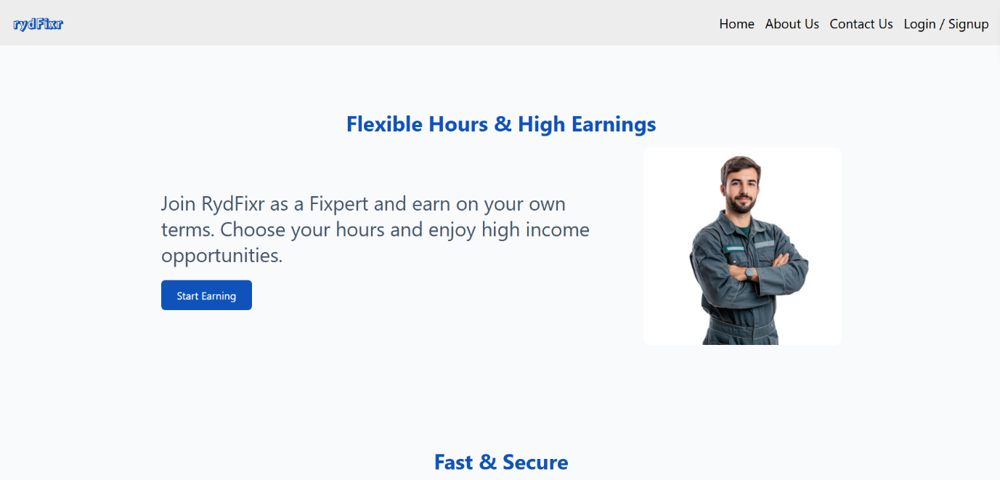 rydFixr
Home About Us Contact Us Login / Signup
Flexible Hours & High Earnings
Join RydFixr as a Fixpert and earn on your own
terms. Choose your hours and enjoy high income
opportunities.
Start Earning
Fast & Secure